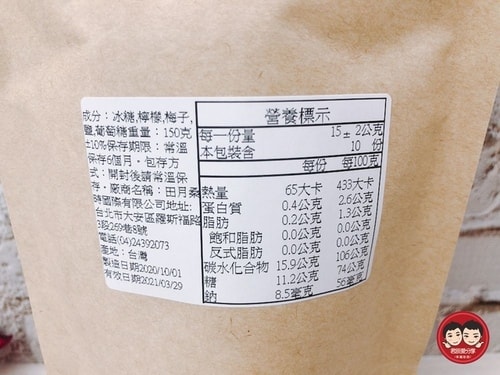 成分：冰糖,檸檬,梅子,
鹽,葡萄糖重量：150克
±10%保存期限：常溫
保存6個月，包存方
式：開封後請常溫保
存，廠商名稱：田月桑
時國際有限公司地址:
台北市大安區羅斯福路
3段269巷8號
電話(04)24392073
產地：台灣
製造日期2020/10/01
有效日期2021/03/29
營養標示
每一份量 15± 2公克
本包裝含 10 份
每份 每100克
熱量 65大卡 433大卡
蛋白質 0.4公克 2.6公克
脂肪 0.2公克 1.3公克
飽和脂肪 0.0公克 0.0公克
反式脂肪 0.0公克 0.0公克
碳水化合物 15.9公克 106公克
糖 11.2公克 74公克
鈉 8.5毫克 56毫克